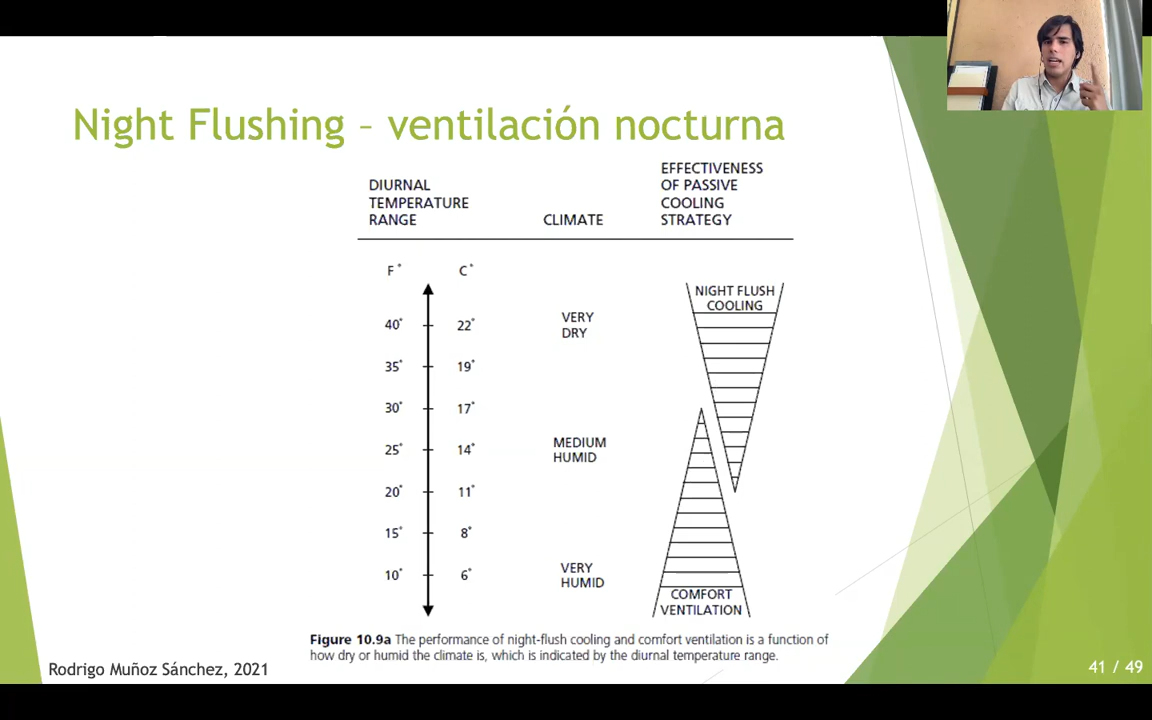 Night Flushing – ventilación nocturna
DIURNAL
TEMPERATURE
RANGE
CLIMATE
EFFECTIVENESS
OF PASSIVE
COOLING
STRATEGY
F° C°
40° 22°
35° 19°
30° 17°
25° 14°
20° 11°
15° 8°
10° 6°
VERY
DRY
MEDIUM
HUMID
VERY
HUMID
NIGHT FLUSH
COOLING
COMFORT
VENTILATION
Figure 10.9a The performance of night-flush cooling and comfort ventilation is a function of
how dry or humid the climate is, which is indicated by the diurnal temperature range.
Rodrigo Muñoz Sánchez, 2021
41 / 49